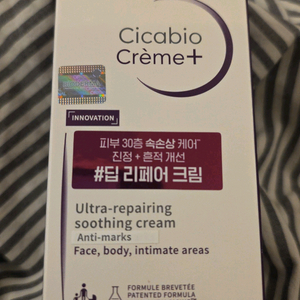 Cicabio
Crème+
INNOVATION
피부 30층 속손상 케어*
진정 + 흔적 개선
#딥 리페어 크림
Ultra-repairing
soothing cream
Anti-marks
Face, body, intimate areas
FORMULE BREVETÉE
PATENTED FORMULA